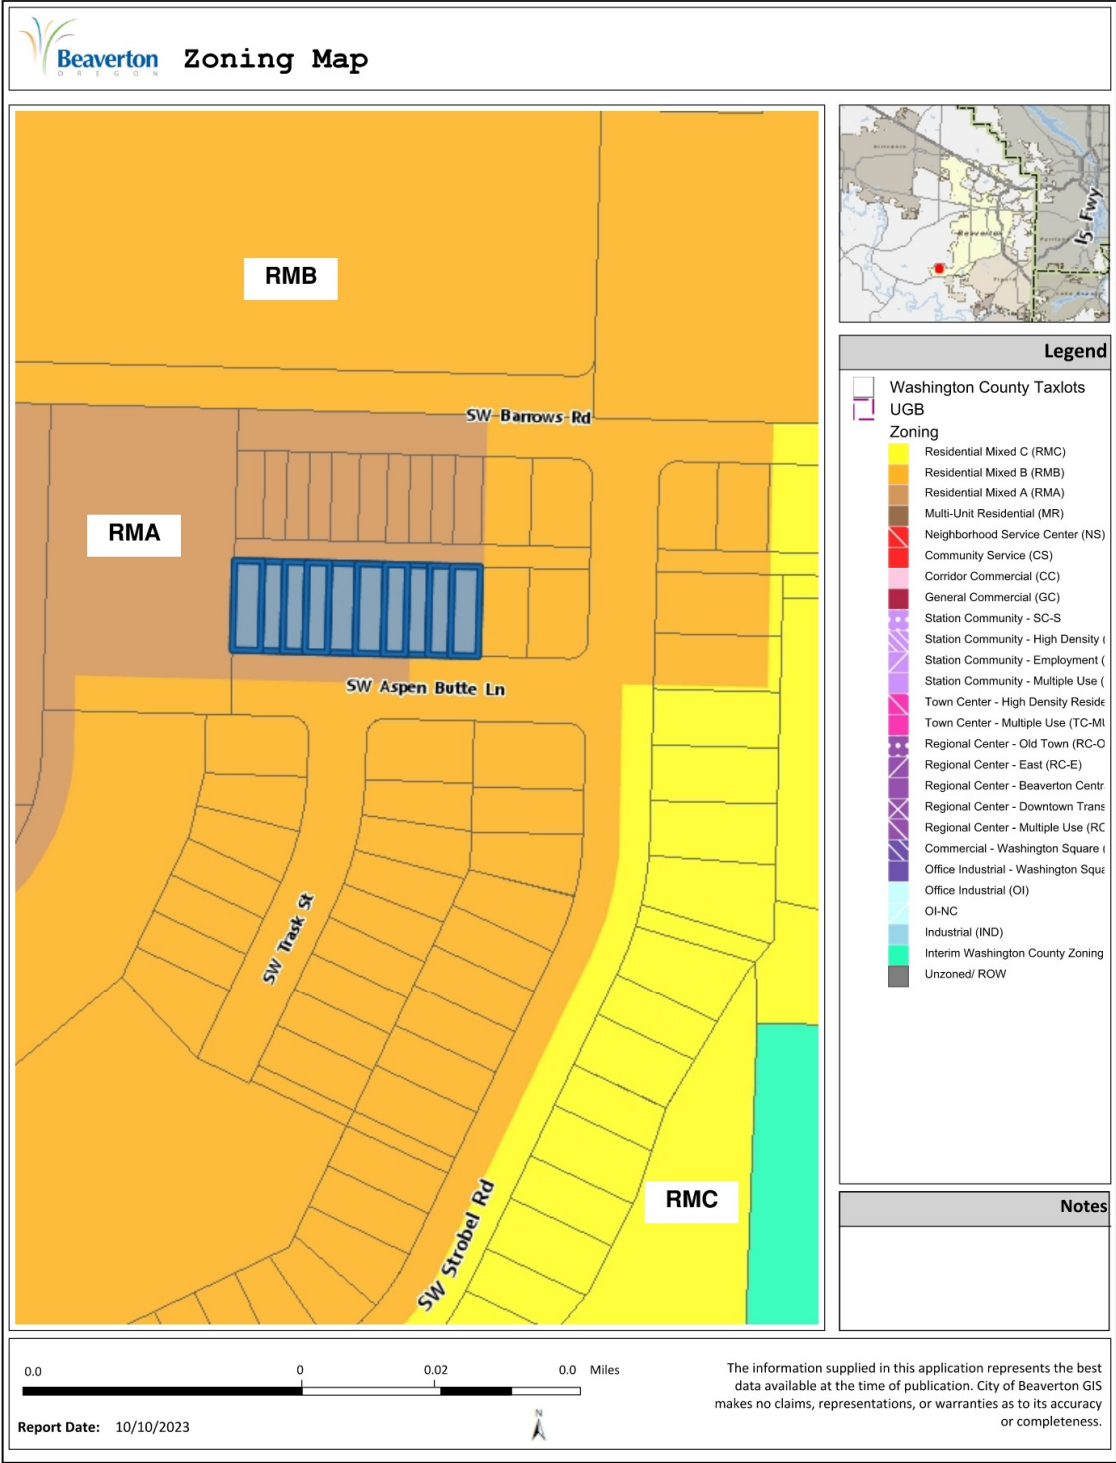 Beaverton
OREGON
Zoning Map
RMB
SW Barrows Rd
RMA
SW Aspen Butte Ln
SW Trask St
SW Strobel Rd
RMC
Beaverton
I5 Fwy
Legend
Washington County Taxlots
UGB
Zoning
Residential Mixed C (RMC)
Residential Mixed B (RMB)
Residential Mixed A (RMA)
Multi-Unit Residential (MR)
Neighborhood Service Center (NS)
Community Service (CS)
Corridor Commercial (CC)
General Commercial (GC)
Station Community - SC-S
Station Community - High Density (
Station Community - Employment (
Station Community - Multiple Use (
Town Center - High Density Reside
Town Center - Multiple Use (TC-MU
Regional Center - Old Town (RC-O
Regional Center - East (RC-E)
Regional Center - Beaverton Centr
Regional Center - Downtown Trans
Regional Center - Multiple Use (RC
Commercial - Washington Square (
Office Industrial - Washington Squa
Office Industrial (OI)
OI-NC
Industrial (IND)
Interim Washington County Zoning
Unzoned/ ROW
Notes
0.0 0 0.02 0.0 Miles
Report Date: 10/10/2023
N
The information supplied in this application represents the best
data available at the time of publication. City of Beaverton GIS
makes no claims, representations, or warranties as to its accuracy
or completeness.